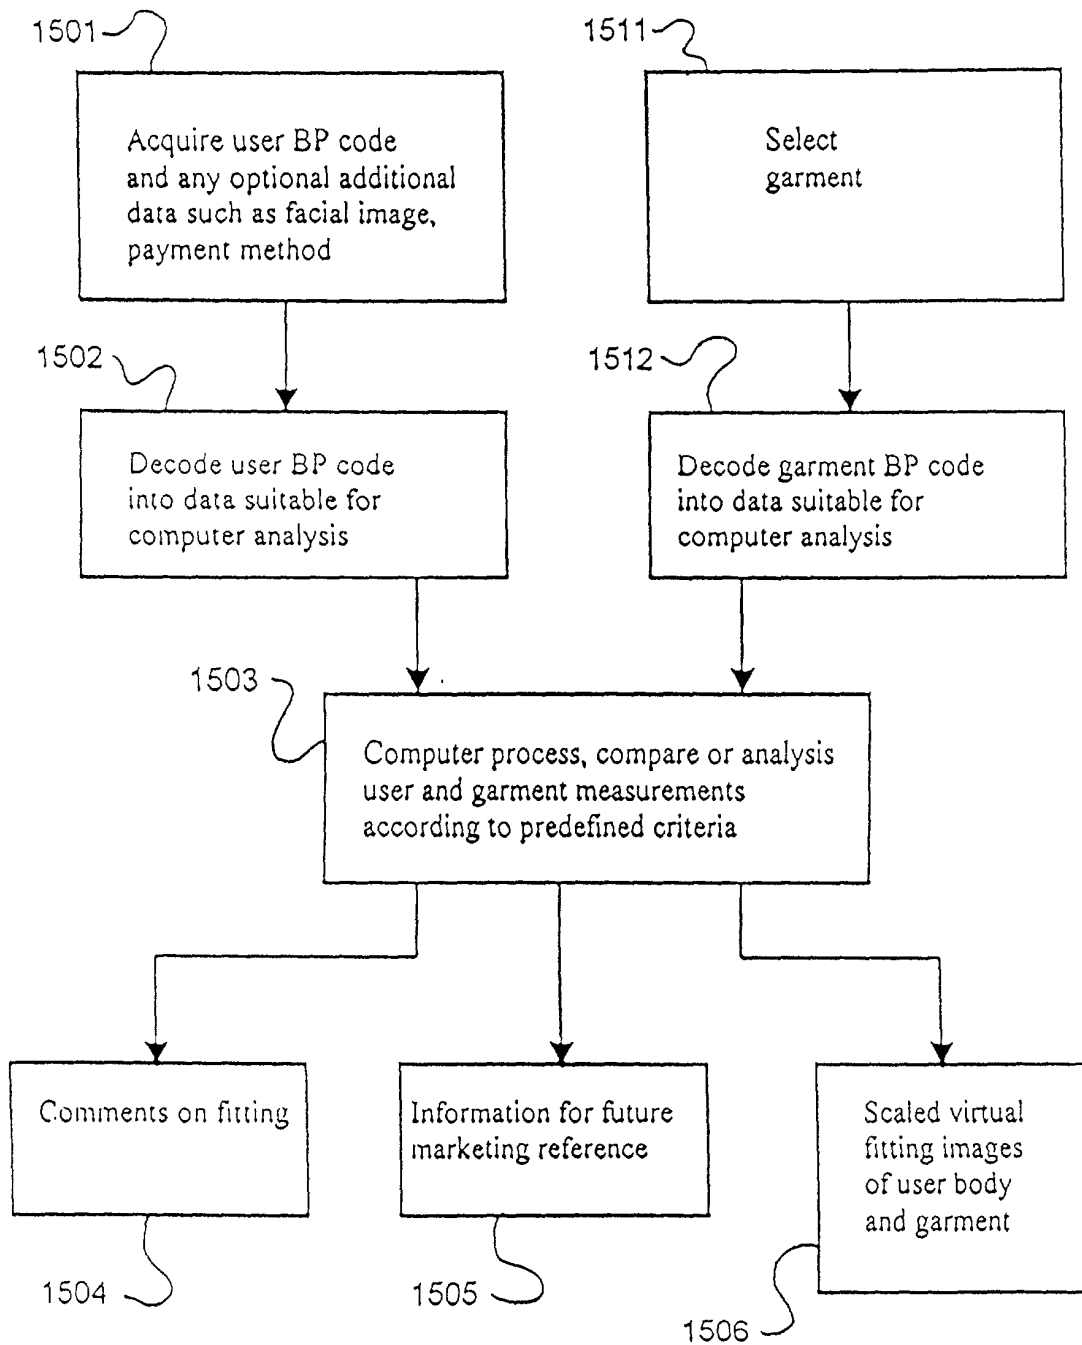 1501
1511
Acquire user BP code
and any optional additional
data such as facial image,
payment method
Select
garment
1502
1512
Decode user BP code
into data suitable for
computer analysis
Decode garment BP code
into data suitable for
computer analysis
1503
Computer process, compare or analysis
user and garment measurements
according to predefined criteria
Comments on fitting
Information for future
marketing reference
Scaled virtual
fitting images
of user body
and garment
1504
1505
1506